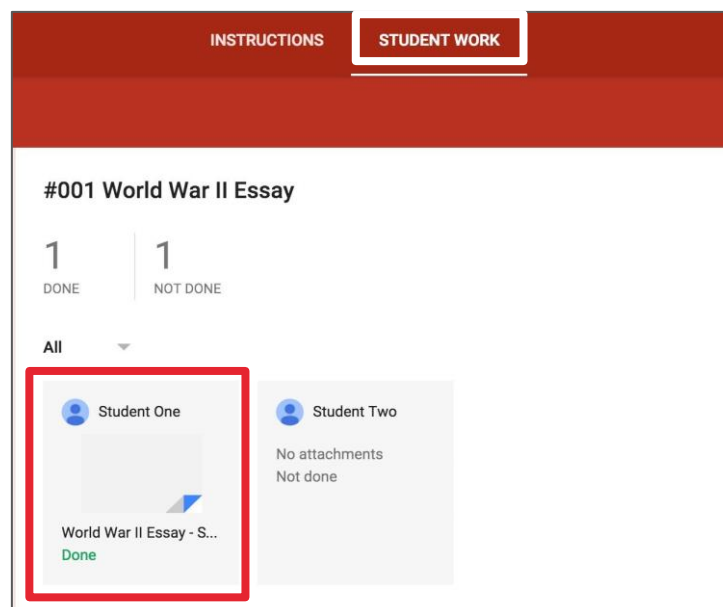 INSTRUCTIONS STUDENT WORK
#001 World War II Essay
1 1
DONE NOT DONE
All
Student One Student Two
No attachments
Not done
World War II Essay - S...
Done